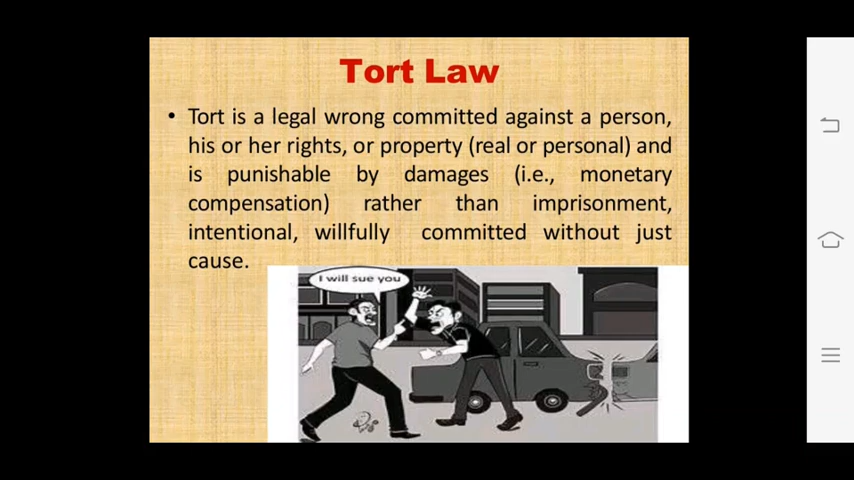 Tort Law
• Tort is a legal wrong committed against a person,
his or her rights, or property (real or personal) and
is punishable by damages (i.e., monetary
compensation) rather than imprisonment,
intentional, willfully committed without just
cause.
I will sue you